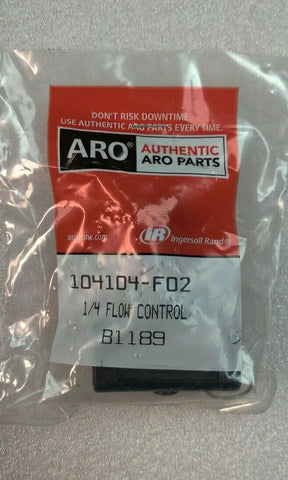 DON'T RISK DOWNTIME
USE AUTHENTIC ARO PARTS EVERY TIME.
ARO® AUTHENTIC
ARO PARTS
arozone.com IR Ingersoll Rand®
104104-F02
1/4 FLOW CONTROL
B1189